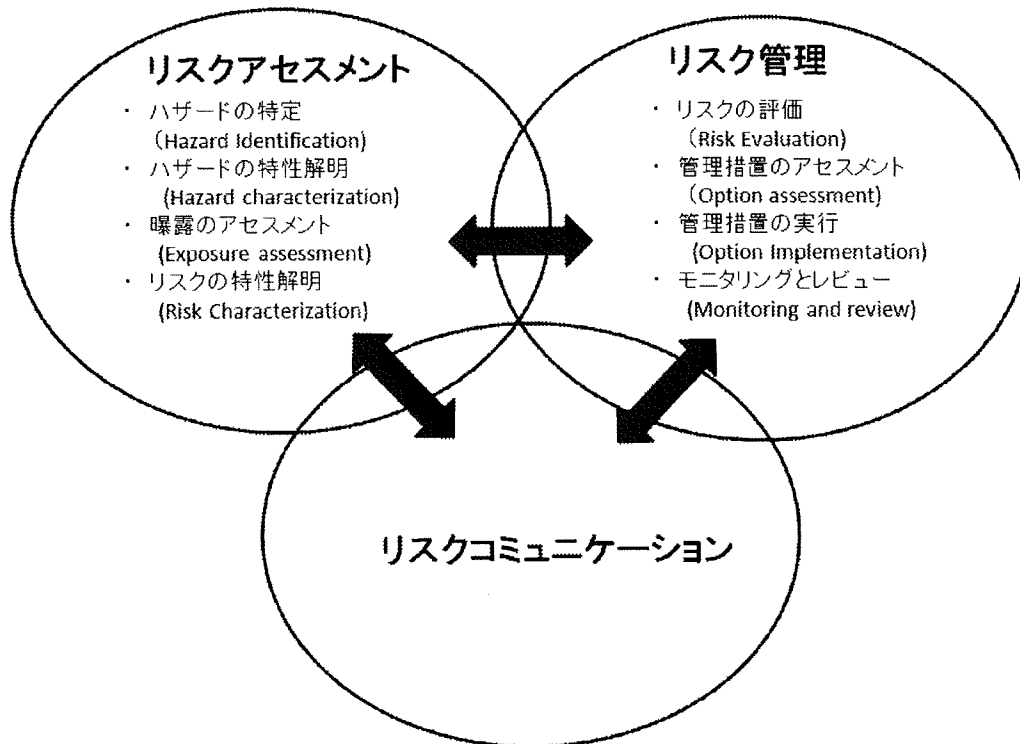 リスクアセスメント
・ ハザードの特定
(Hazard Identification)
・ ハザードの特性解明
(Hazard characterization)
・ 曝露のアセスメント
(Exposure assessment)
・ リスクの特性解明
(Risk Characterization)
リスク管理
・ リスクの評価
(Risk Evaluation)
・ 管理措置のアセスメント
(Option assessment)
・ 管理措置の実行
(Option Implementation)
・ モニタリングとレビュー
(Monitoring and review)
リスクコミュニケーション